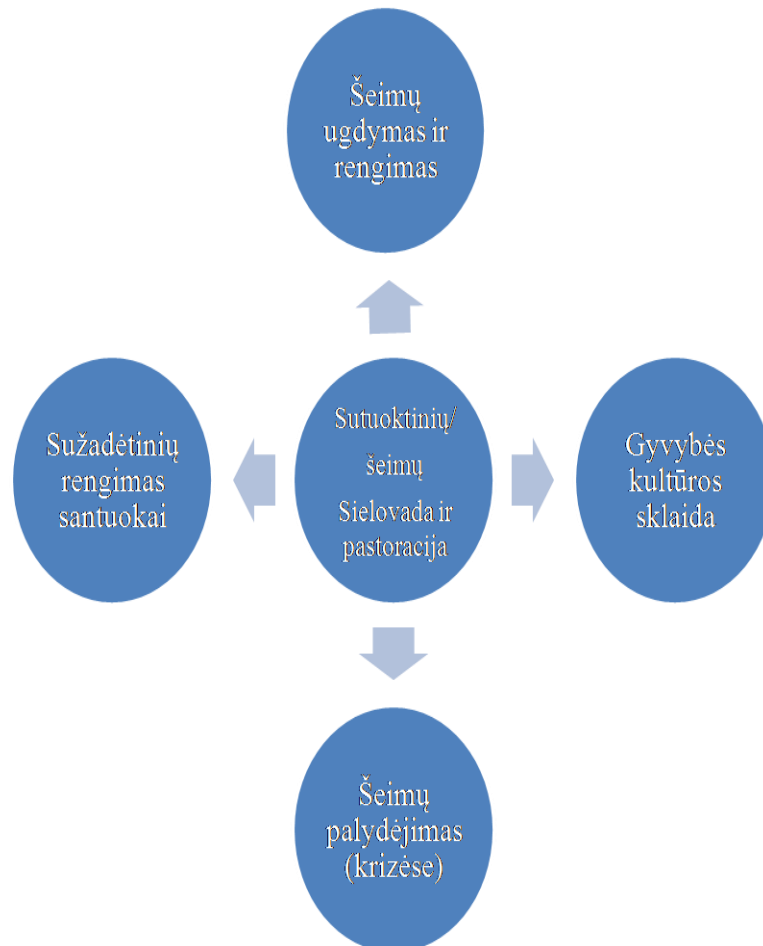 Šeimų
ugdymas ir
rengimas
Sužadėtinių
rengimas
santuokai
Sutuoktinių/
šeimų
Sielovada ir
pastoracija
Gyvybės
kultūros
sklaida
Šeimų
palydėjimas
(krizėse)